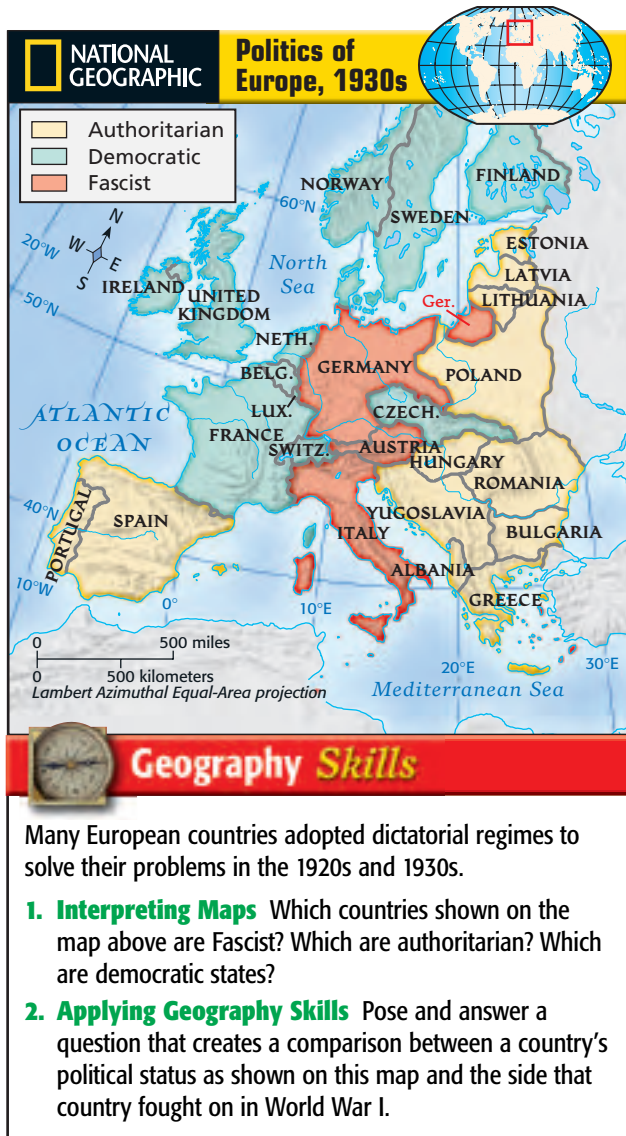 NATIONAL
GEOGRAPHIC
Politics of
Europe, 1930s
Authoritarian
Democratic
Fascist
N
W
E
S
20°W
60°N
50°N
NORWAY
FINLAND
SWEDEN
ESTONIA
LATVIA
LITHUANIA
North
Sea
IRELAND
UNITED
KINGDOM
Ger.
NETH.
GERMANY
BELG.
POLAND
LUX.
CZECH.
ATLANTIC
OCEAN
FRANCE
SWITZ.
AUSTRIA
HUNGARY
ROMANIA
40°N
PORTUGAL
SPAIN
YUGOSLAVIA
ITALY
BULGARIA
ALBANIA
GREECE
10°W
0°
10°E
20°E
30°E
0
500 miles
0
500 kilometers
Lambert Azimuthal Equal-Area projection
Mediterranean Sea
Geography Skills
Many European countries adopted dictatorial regimes to
solve their problems in the 1920s and 1930s.
1. Interpreting Maps Which countries shown on the
map above are Fascist? Which are authoritarian? Which
are democratic states?
2. Applying Geography Skills Pose and answer a
question that creates a comparison between a country's
political status as shown on this map and the side that
country fought on in World War I.